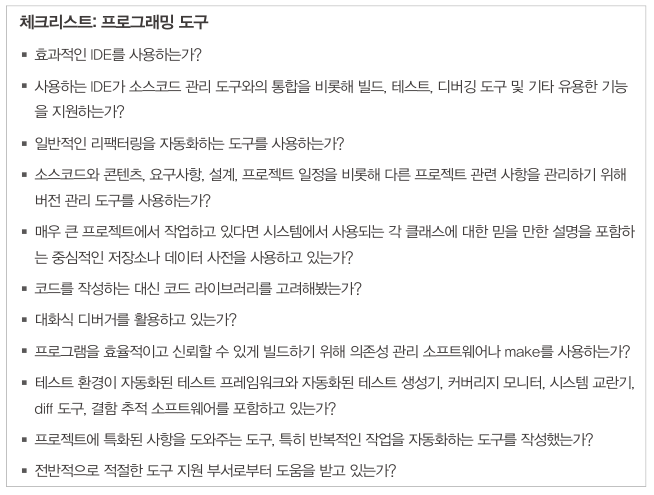 체크리스트: 프로그래밍 도구
▪ 효과적인 IDE를 사용하는가?
▪ 사용하는 IDE가 소스코드 관리 도구와의 통합을 비롯해 빌드, 테스트, 디버깅 도구 및 기타 유용한 기능
을 지원하는가?
▪ 일반적인 리팩터링을 자동화하는 도구를 사용하는가?
▪ 소스코드와 콘텐츠, 요구사항, 설계, 프로젝트 일정을 비롯해 다른 프로젝트 관련 사항을 관리하기 위해
버전 관리 도구를 사용하는가?
▪ 매우 큰 프로젝트에서 작업하고 있다면 시스템에서 사용되는 각 클래스에 대한 믿을 만한 설명을 포함하
는 중심적인 저장소나 데이터 사전을 사용하고 있는가?
▪ 코드를 작성하는 대신 코드 라이브러리를 고려해봤는가?
▪ 대화식 디버거를 활용하고 있는가?
▪ 프로그램을 효율적이고 신뢰할 수 있게 빌드하기 위해 의존성 관리 소프트웨어나 make를 사용하는가?
▪ 테스트 환경이 자동화된 테스트 프레임워크와 자동화된 테스트 생성기, 커버리지 모니터, 시스템 교란기,
diff 도구, 결함 추적 소프트웨어를 포함하고 있는가?
▪ 프로젝트에 특화된 사항을 도와주는 도구, 특히 반복적인 작업을 자동화하는 도구를 작성했는가?
▪ 전반적으로 적절한 도구 지원 부서로부터 도움을 받고 있는가?